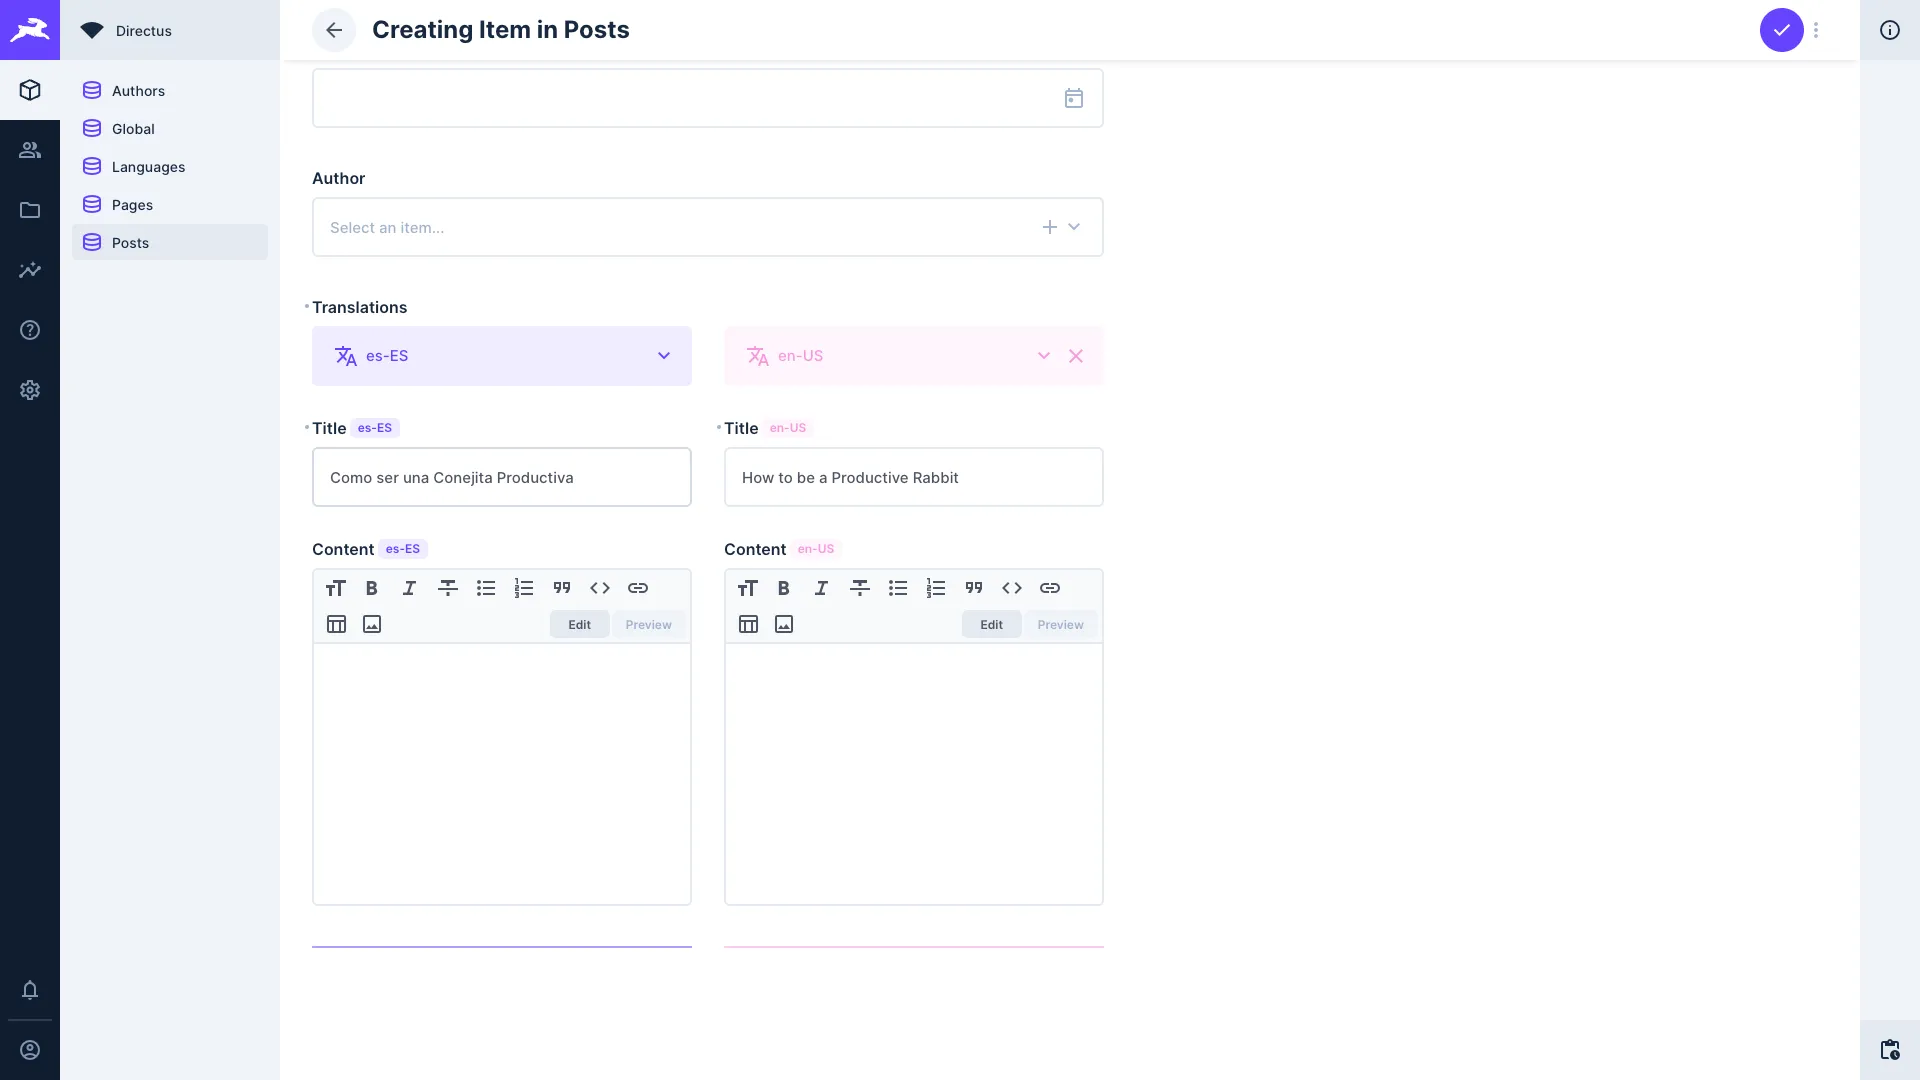 Directus
Creating Item in Posts
Authors
Global
Languages
Pages
Posts
Author
Select an item...
Translations
es-ES
en-US
Title es-ES
Title en-US
Como ser una Conejita Productiva
How to be a Productive Rabbit
Content es-ES
Content en-US
Edit Preview
Edit Preview